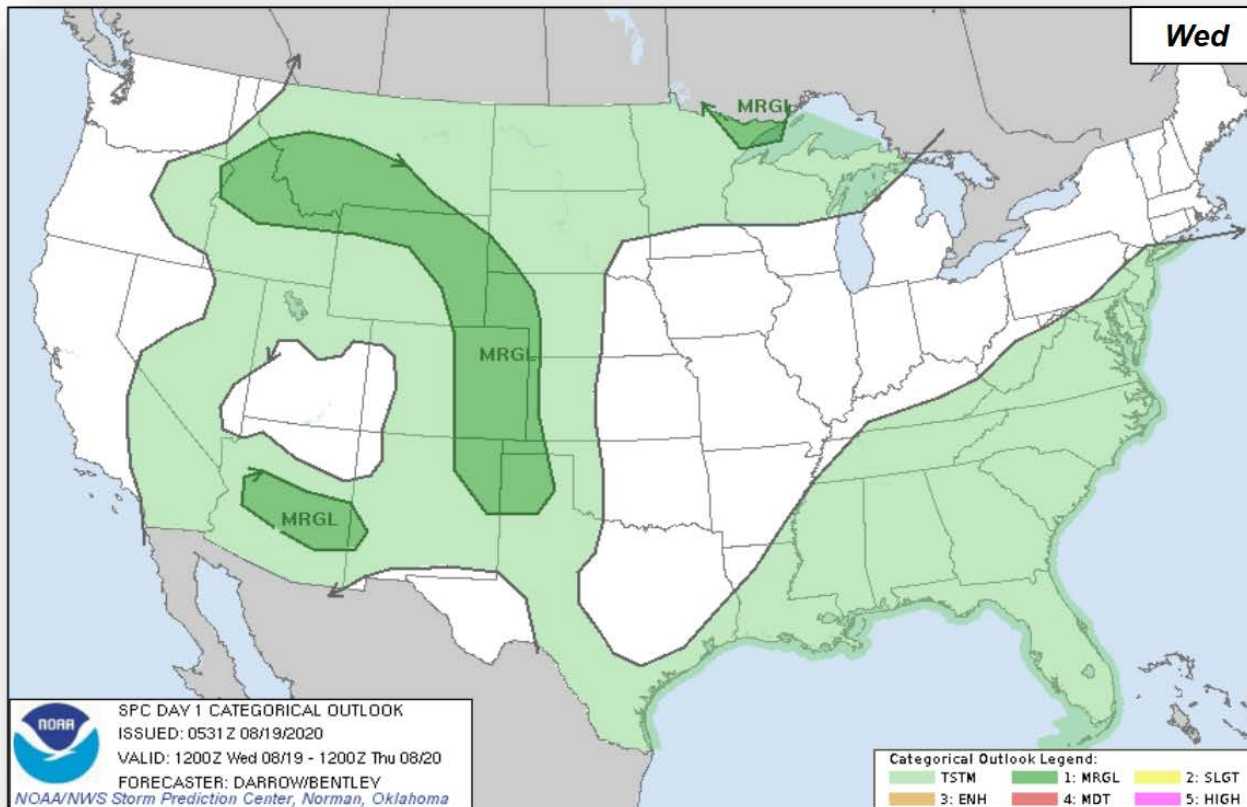 Wed
MRGL
MRGL
MRGL
NOAA
SPC DAY 1 CATEGORICAL OUTLOOK
ISSUED: 0531Z 08/19/2020
VALID: 1200Z Wed 08/19 - 1200Z Thu 08/20
FORECASTER: DARROW/BENTLEY
NOAA/NWS Storm Prediction Center, Norman, Oklahoma
Categorical Outlook Legend:
TSTM 1: MRGL 2: SLGT
3: ENH 4: MDT 5: HIGH